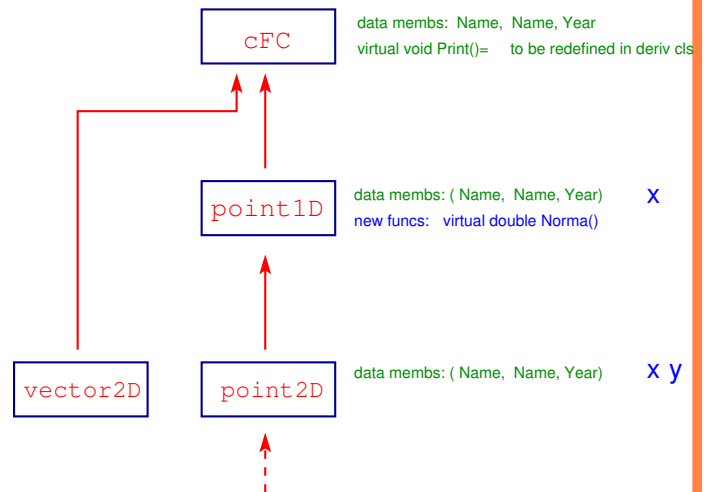 cFC
data membs: Name, Name, Year
virtual void Print()= to be redefined in deriv cls
point1D
data membs: ( Name, Name, Year) x
new funcs: virtual double Norma()
vector2D
point2D
data membs: ( Name, Name, Year) x y